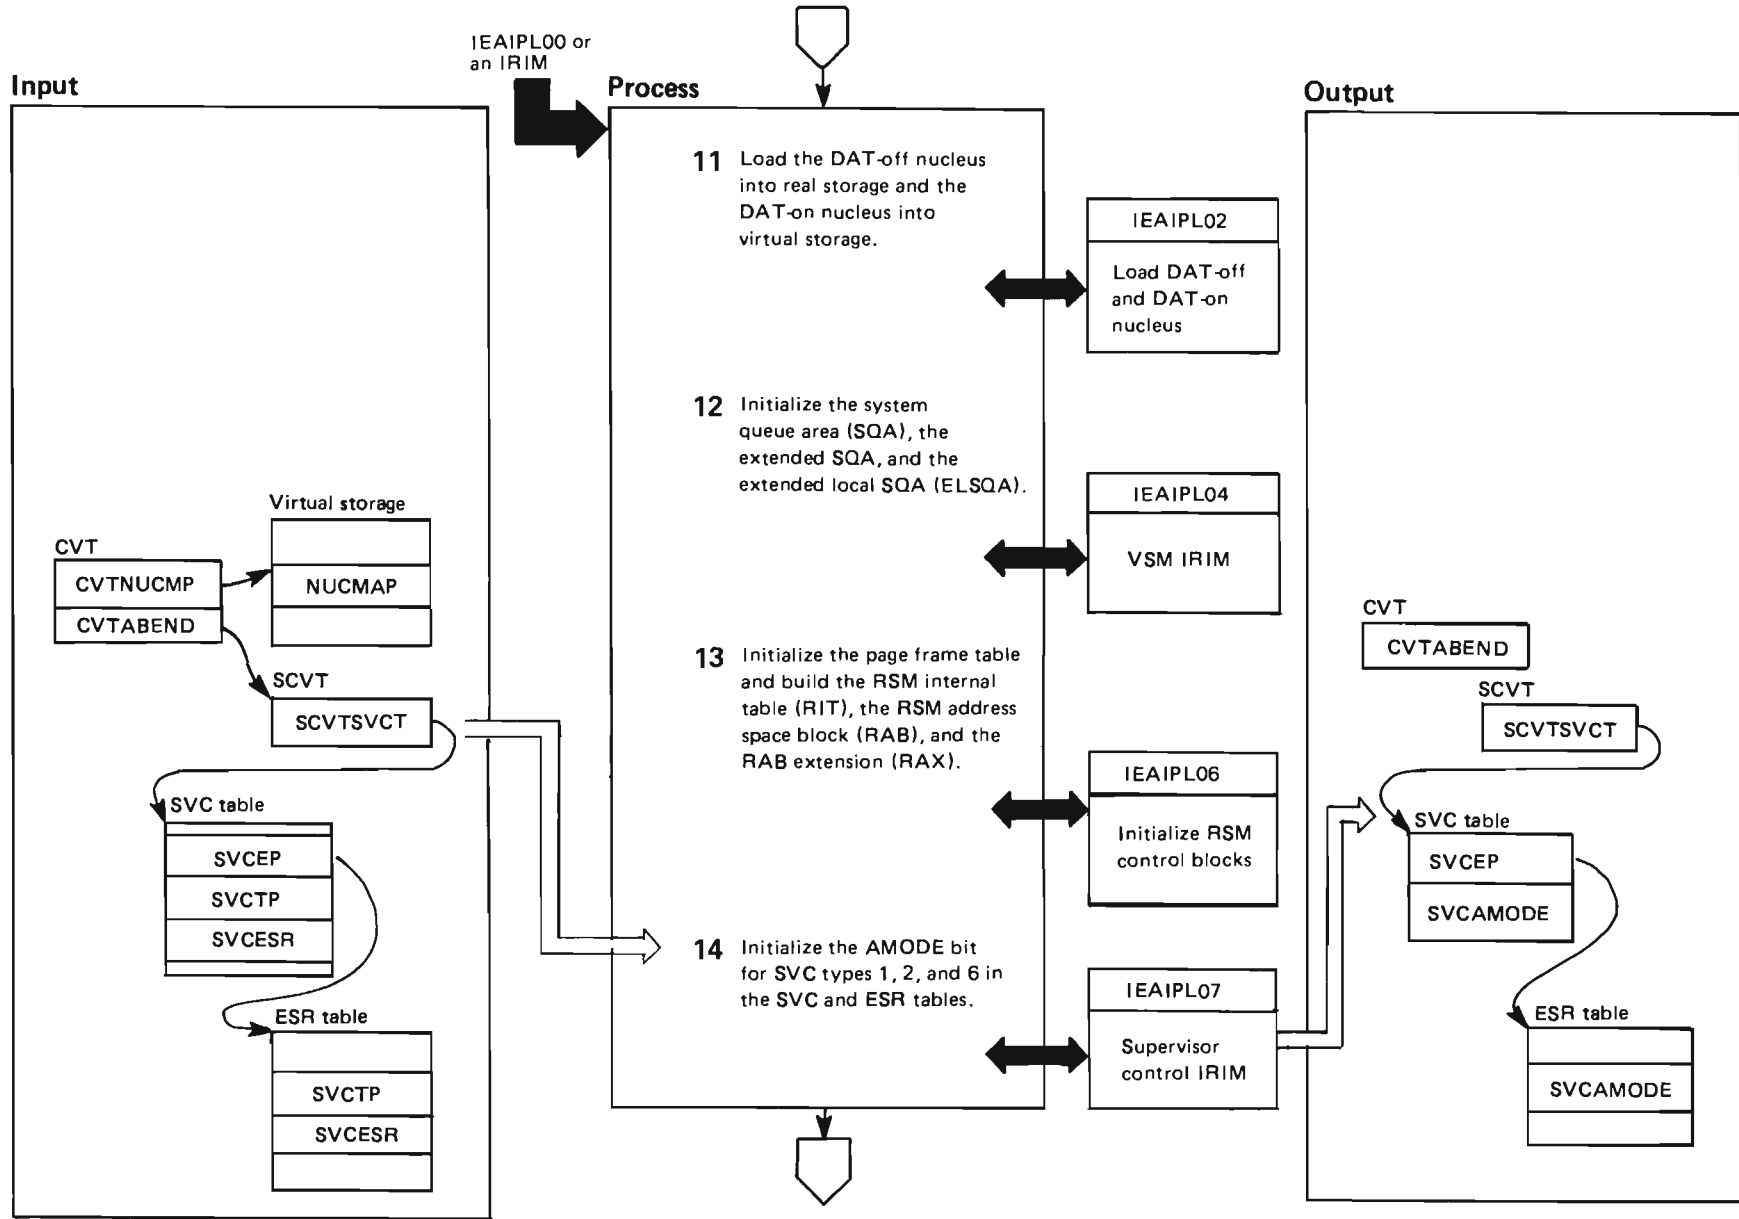 IEAIPL00 or
an IRIM
Input
Process
Output
11 Load the DAT-off nucleus
into real storage and the
DAT-on nucleus into
virtual storage.
IEAIPL02
Load DAT-off
and DAT-on
nucleus
12 Initialize the system
queue area (SQA), the
extended SQA, and the
extended local SQA (ELSQA).
IEAIPL04
VSM IRIM
Virtual storage
NUCMAP
CVT
CVTNUCMP
CVTABEND
SCVT
SCVTSVCT
13 Initialize the page frame table
and build the RSM internal
table (RIT), the RSM address
space block (RAB), and the
RAB extension (RAX).
IEAIPL06
Initialize RSM
control blocks
SVC table
SVCEP
SVCTP
SVCESR
ESR table
SVCTP
SVCESR
14 Initialize the AMODE bit
for SVC types 1, 2, and 6 in
the SVC and ESR tables.
IEAIPL07
Supervisor
control IRIM
CVT
CVTABEND
SCVT
SCVTSVCT
SVC table
SVCEP
SVCAMODE
ESR table
SVCAMODE